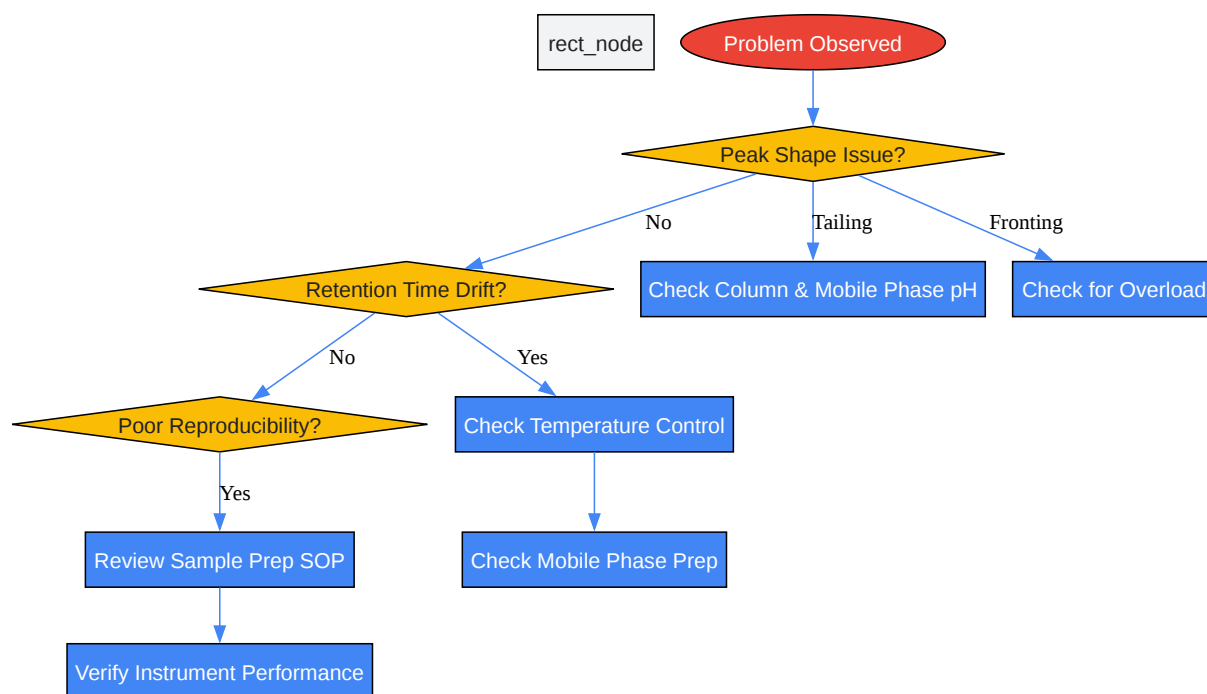 rect_node
Problem Observed
Peak Shape Issue?
No
Tailing
Fronting
Retention Time Drift?
Check Column & Mobile Phase pH
Check for Overload
No
Yes
Poor Reproducibility?
Check Temperature Control
Yes
Review Sample Prep SOP
Check Mobile Phase Prep
Verify Instrument Performance